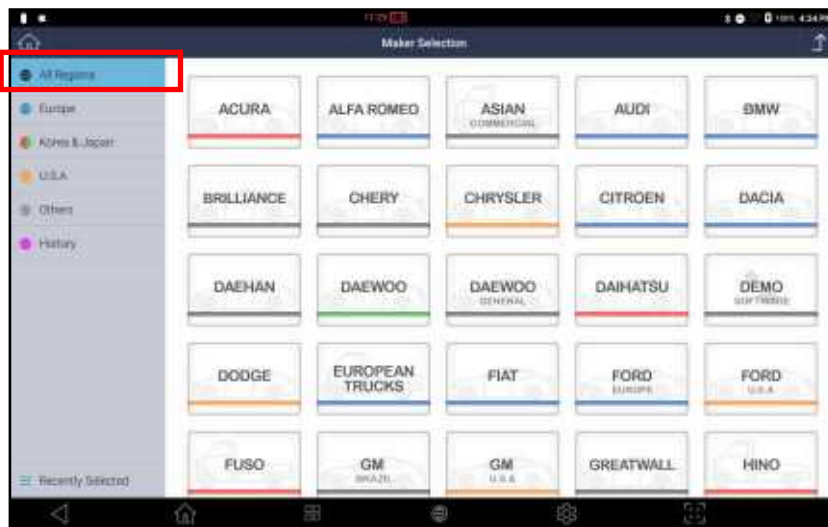 Maker Selection
All Regions
Europe
Korea & Japan
U.S.A
Others
History
Recently Selected
ACURA
ALFA ROMEO
ASIAN
COMMERCIAL
AUDI
BMW
BRILLIANCE
CHERY
CHRYSLER
CITROEN
DACIA
DAEHAN
DAEWOO
DAEWOO
GENERAL
DAIHATSU
DEMO
SOFTWARE
DODGE
EUROPEAN
TRUCKS
FIAT
FORD
EUROPE
FORD
U.S.A
FUSO
GM
BRAZIL
GM
U.S.A
GREATWALL
HINO